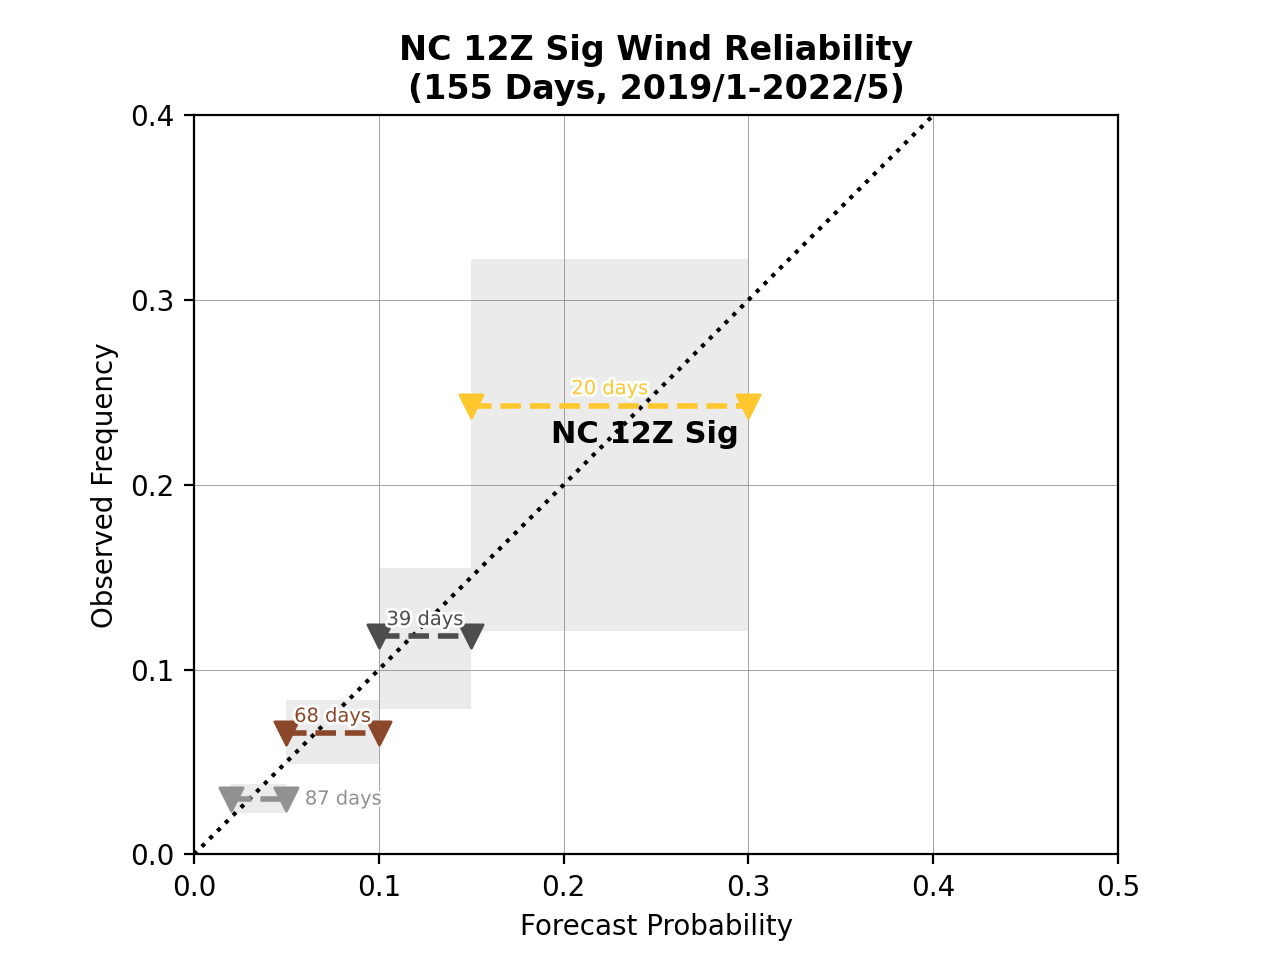 NC 12Z Sig Wind Reliability
(155 Days, 2019/1-2022/5)
0.4
0.3
20 days
NC 12Z Sig
Observed Frequency
0.2
39 days
0.1
68 days
87 days
0.0
0.0 0.1 0.2 0.3 0.4 0.5
Forecast Probability